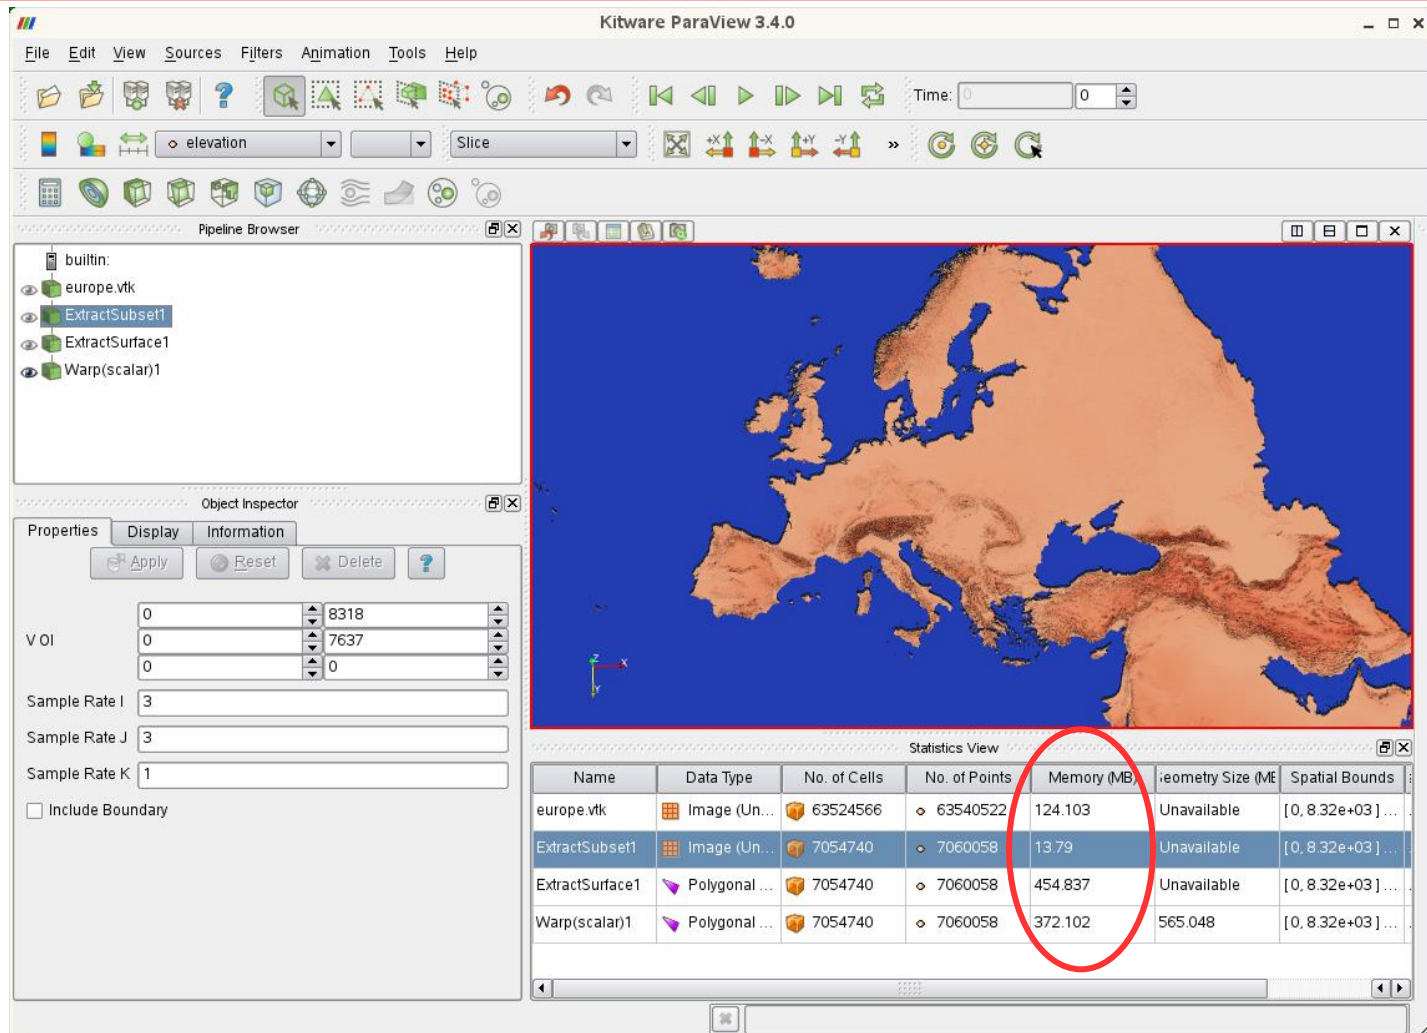 Kitware ParaView 3.4.0
File Edit View Sources Filters Animation Tools Help
Time: 0 0
elevation Slice
+X -X +Y -Y »
Pipeline Browser
builtin:
europe.vtk
ExtractSubset1
ExtractSurface1
Warp(scalar)1
Object Inspector
Properties Display Information
Apply Reset Delete ?
0 8318
VOI 0 7637
0 0
Sample Rate I 3
Sample Rate J 3
Sample Rate K 1
Include Boundary
Z X
Y
Statistics View
Name Data Type No. of Cells No. of Points Memory (MB) Geometry Size (ME Spatial Bounds
europe.vtk Image (Un... 63524566 63540522 124.103 Unavailable [0, 8.32e+03] ...
ExtractSubset1 Image (Un... 7054740 7060058 13.79 Unavailable [0, 8.32e+03] ...
ExtractSurface1 Polygonal ... 7054740 7060058 454.837 Unavailable [0, 8.32e+03] ...
Warp(scalar)1 Polygonal ... 7054740 7060058 372.102 565.048 [0, 8.32e+03] ...